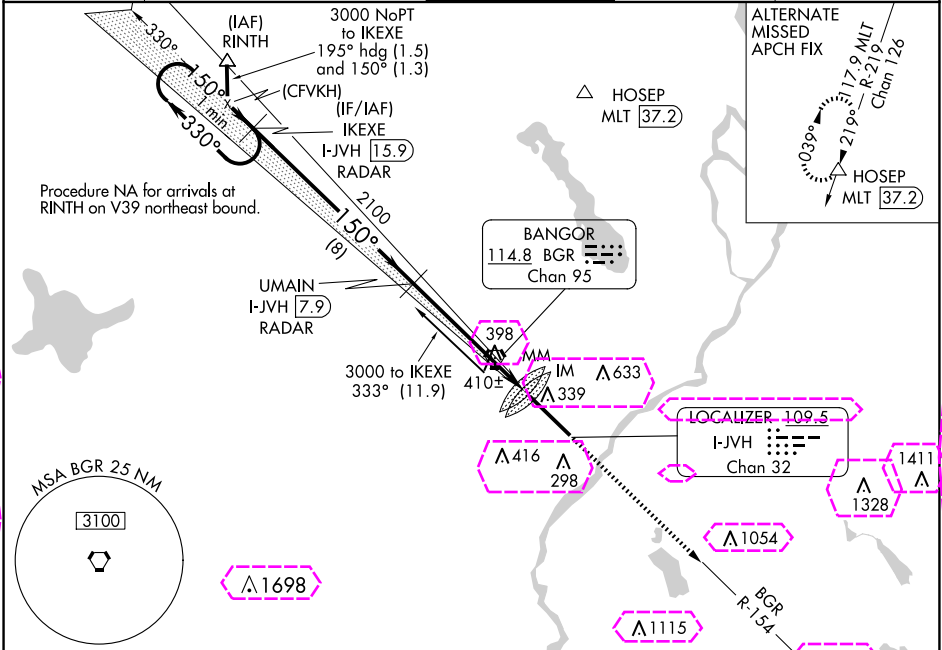 (IAF)
RINTH
3000 NoPT
to IKEXE
195° hdg (1.5)
and 150° (1.3)
(CFVKH)
(IF/IAF)
IKEXE
I-JVH 15.9
RADAR
330°
150°
1 min
330°
Procedure NA for arrivals at
RINTH on V39 northeast bound.
HOSEP
MLT 37.2
ALTERNATE
MISSED
APCH FIX
117.9 MLT
R-219
Chan 126
039°
219°
HOSEP
MLT 37.2
2100
150°
(8)
BANGOR
114.8 BGR
Chan 95
UMAIN
I-JVH 7.9
RADAR
3000 to IKEXE
333° (11.9)
398
410±
MM
IM
633
339
LOCALIZER 109.5
I-JVH
Chan 32
416
298
1411
1328
MSA BGR 25 NM
3100
1698
1054
BGR
R-154
1115